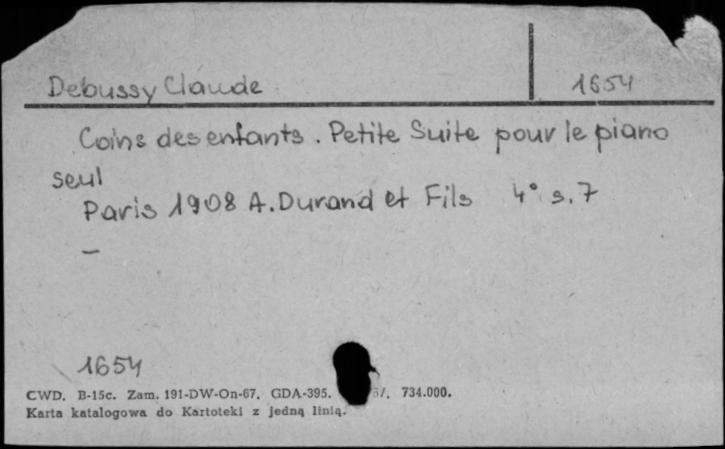 Debussy Claude 1654
Coins des enfants. Petite Suite pour le piano
seul
Paris 1908 A. Durand et Fils 4° s. 7
–
1654
CWD. B-15c. Zam. 191-DW-On-67. GDA-395. 67. 734.000.
Karta katalogowa do Kartoteki z jedną linią.